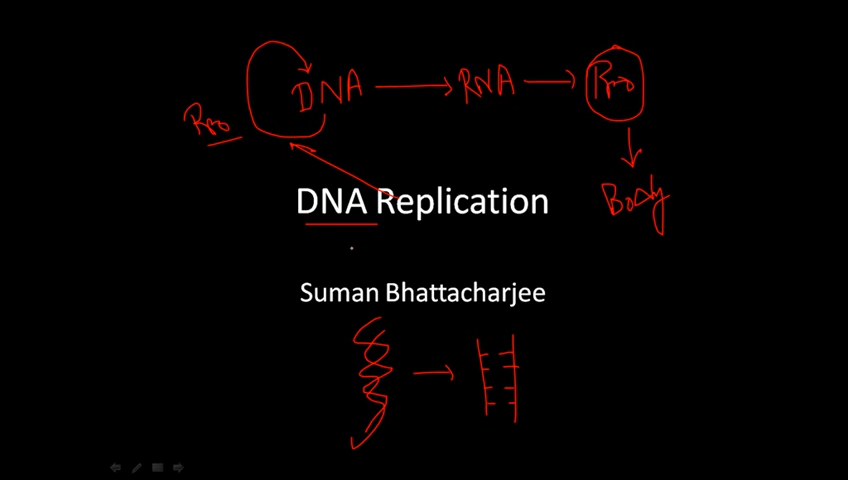 DNA → RNA → Pro
Pro
DNA Replication
Body
Suman Bhattacharjee